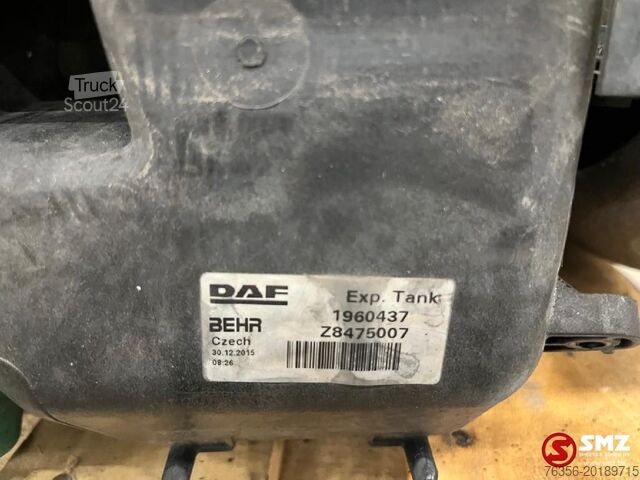 Truck
Scout24
DAF
Exp. Tank
1960437
BEHR
Z8475007
Czech
30.12.2015
08:26
SMZ
76356-20189715